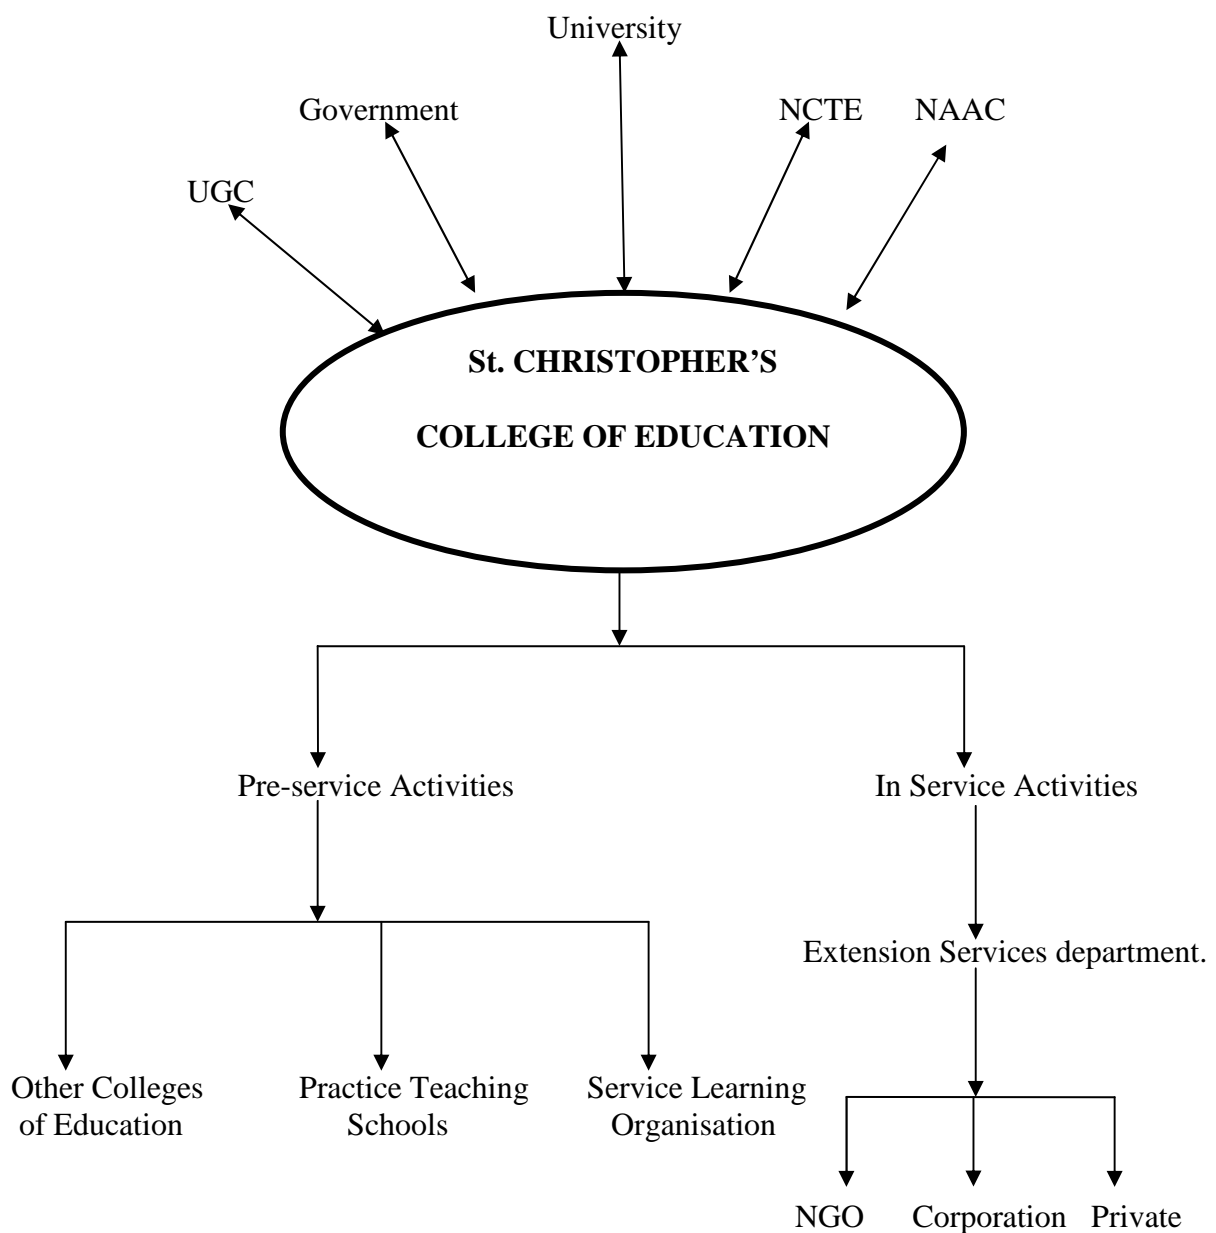 University
Government
NCTE
NAAC
UGC
St. CHRISTOPHER’S
COLLEGE OF EDUCATION
Pre-service Activities
In Service Activities
Extension Services department.
Other Colleges
of Education
Practice Teaching
Schools
Service Learning
Organisation
NGO
Corporation
Private